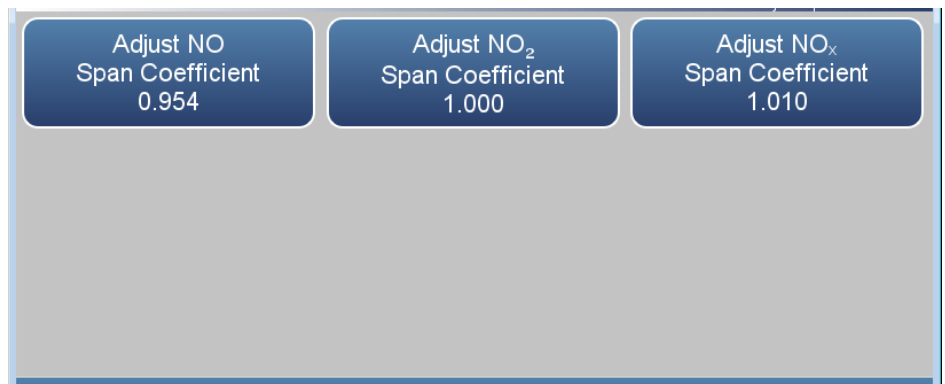 Adjust NO
Span Coefficient
0.954
Adjust NO₂
Span Coefficient
1.000
Adjust NOₓ
Span Coefficient
1.010